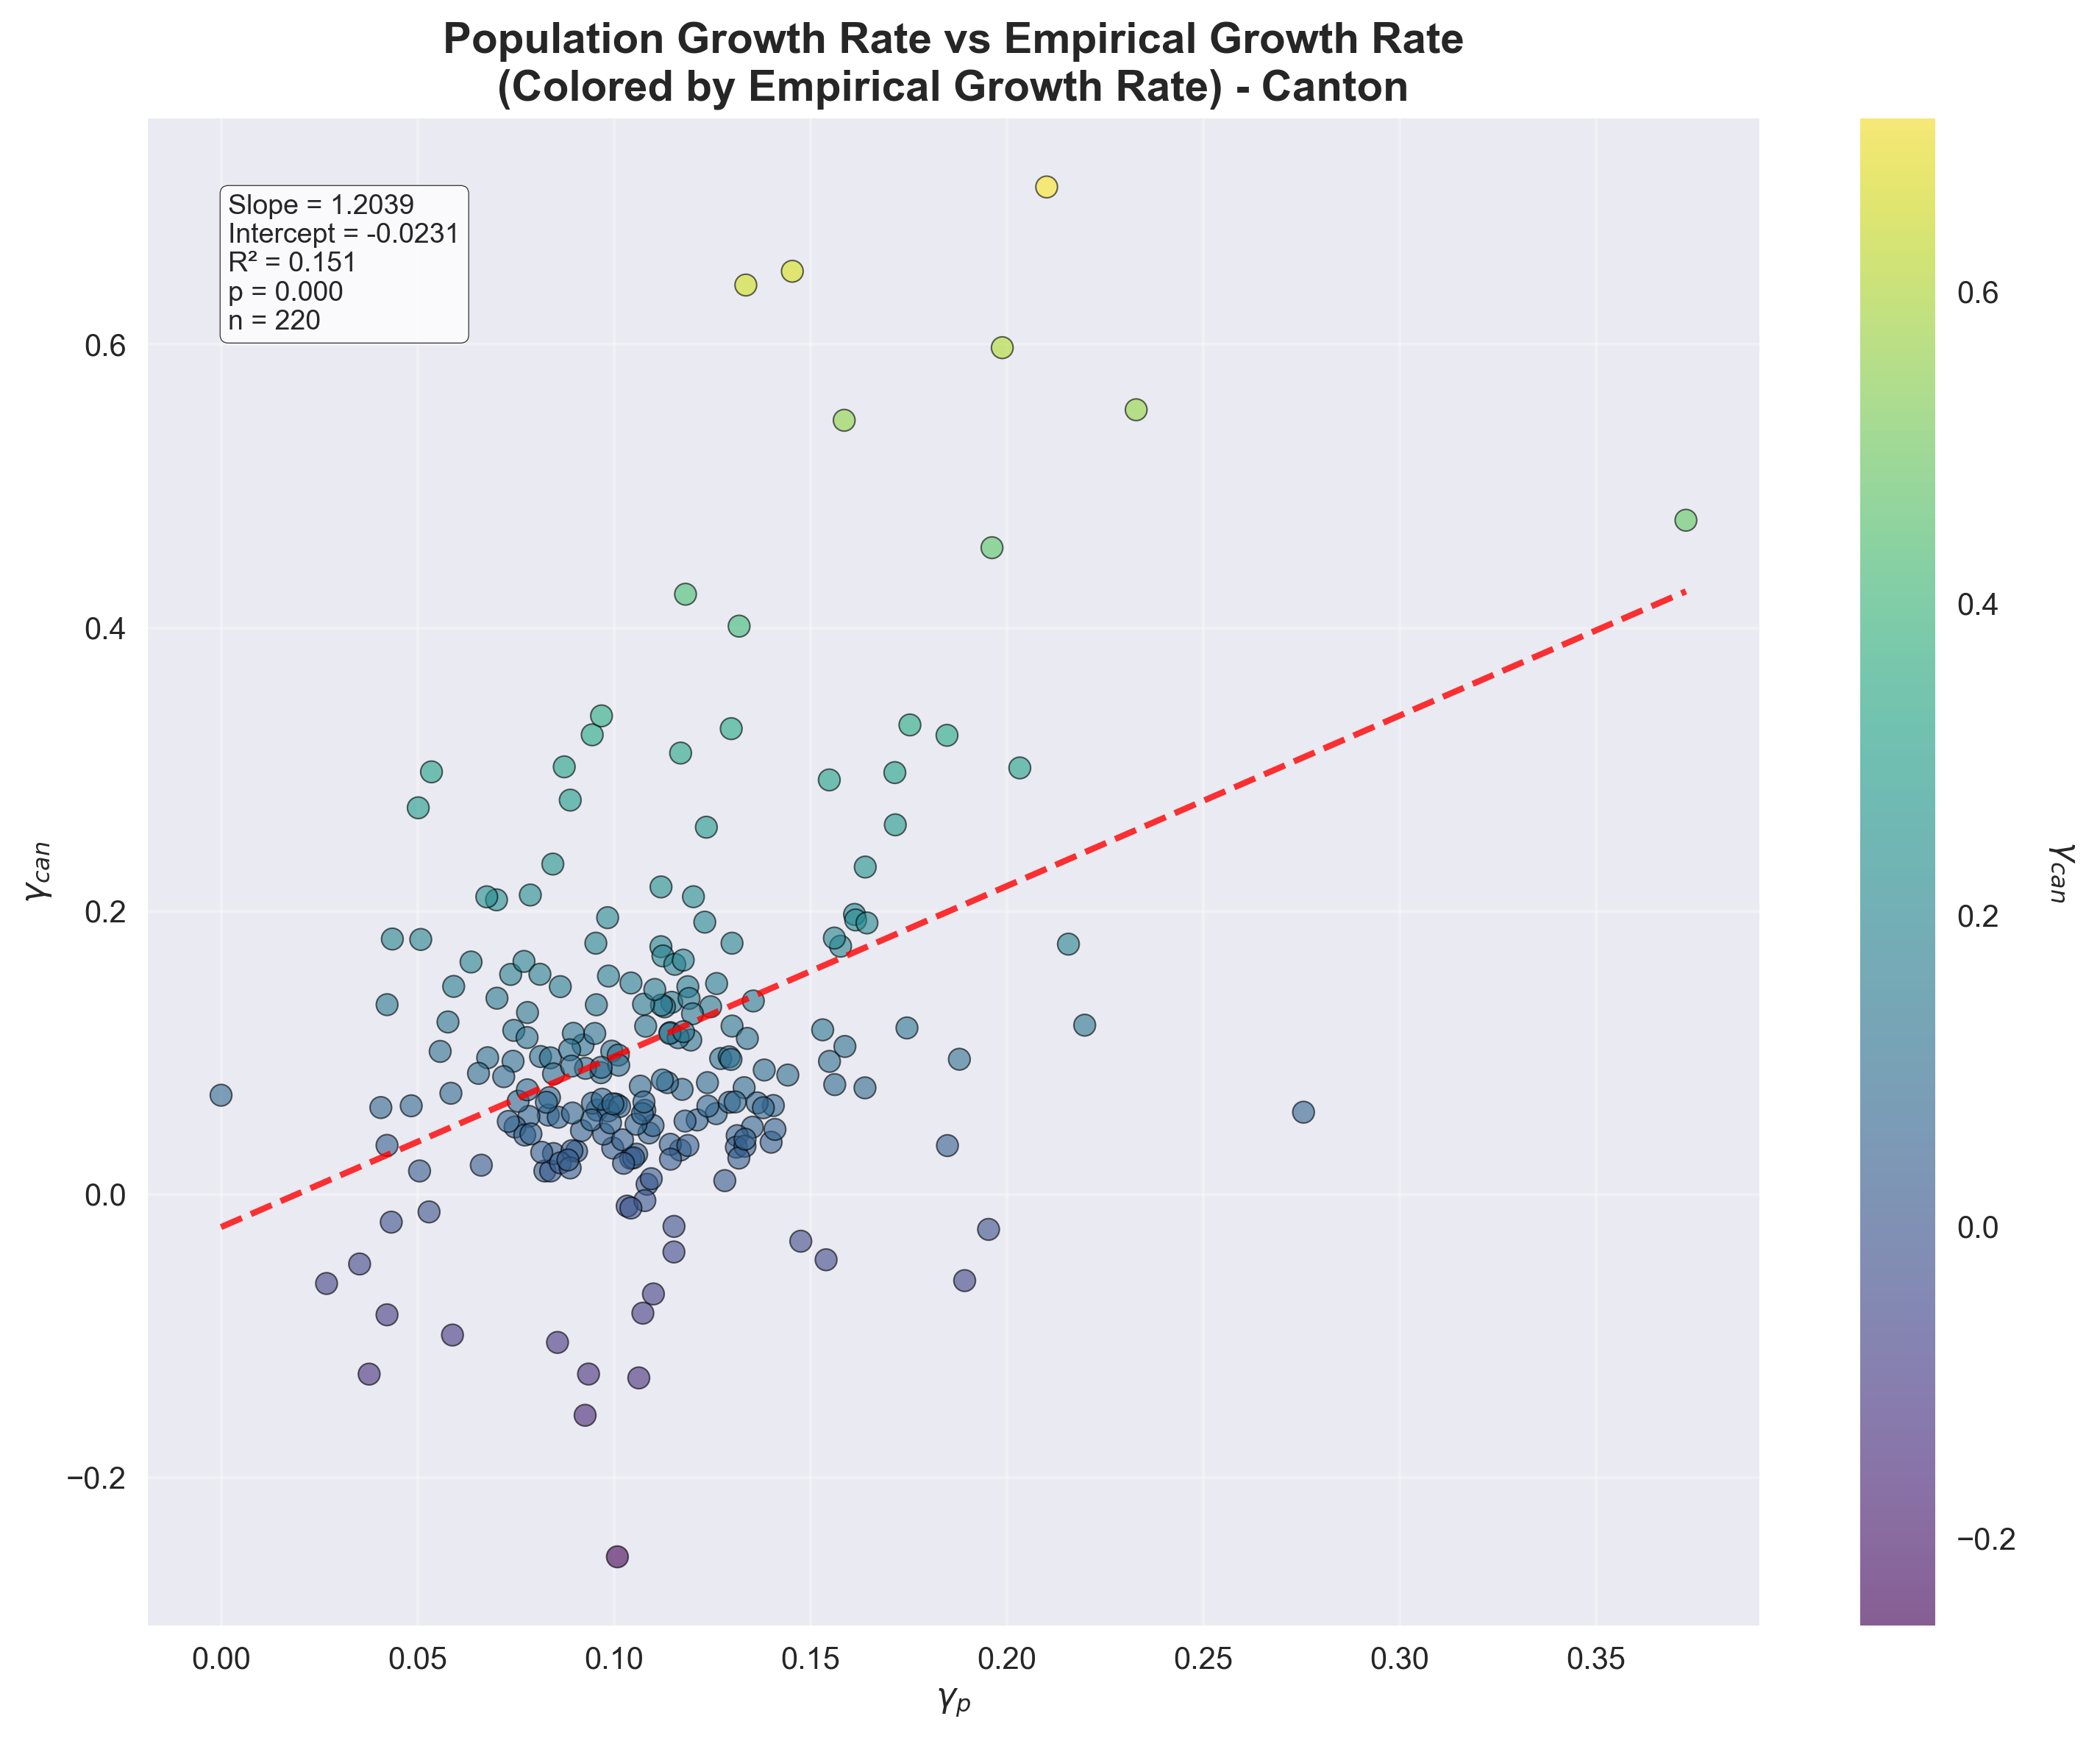 Population Growth Rate vs Empirical Growth Rate
(Colored by Empirical Growth Rate) - Canton
Slope = 1.2039
Intercept = -0.0231
R² = 0.151
p = 0.000
n = 220
γcan
0.6
0.4
0.2
0.0
−0.2
0.00 0.05 0.10 0.15 0.20 0.25 0.30 0.35
γp
0.6
0.4
0.2
0.0
−0.2
γcan